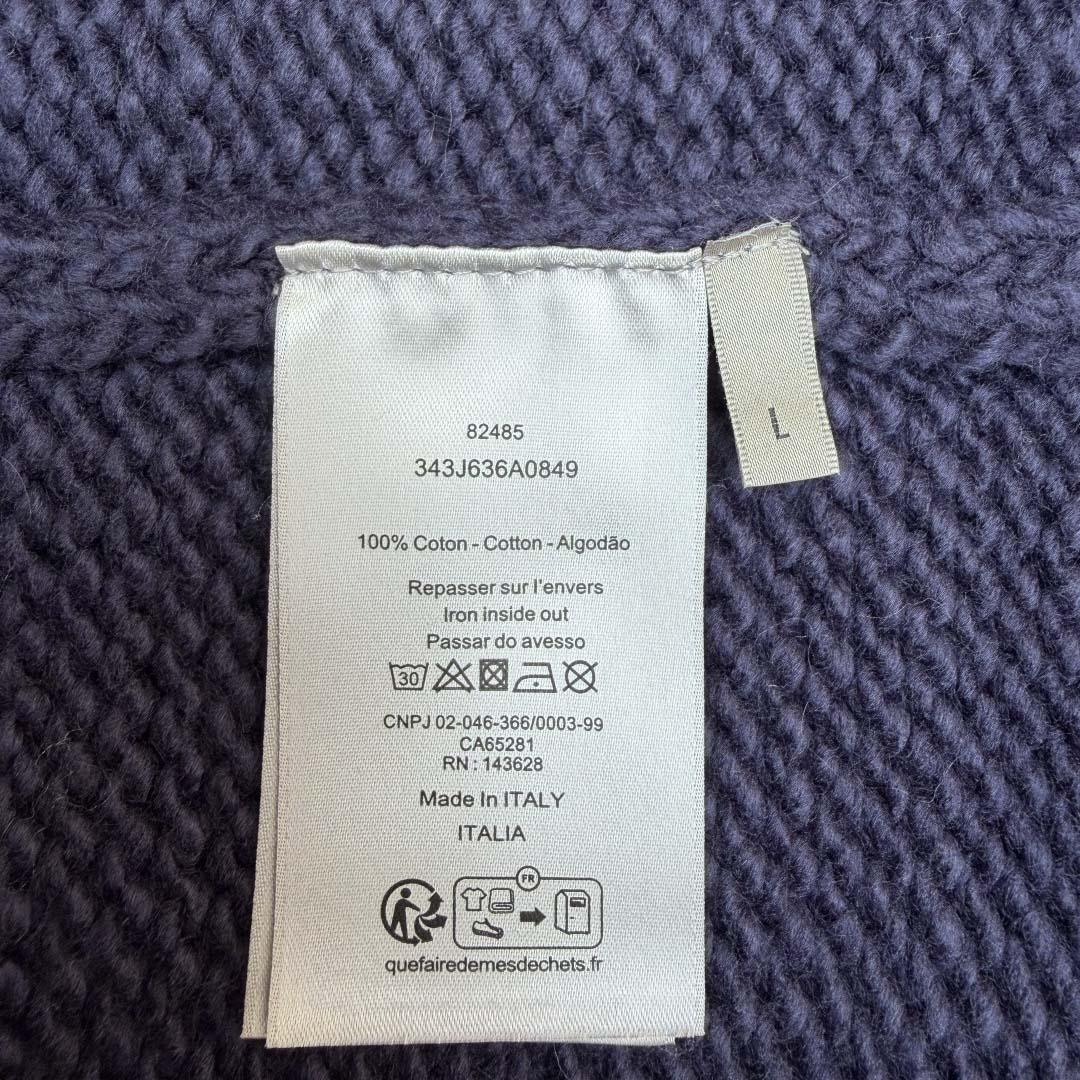 82485
343J636A0849
L
100% Coton - Cotton - Algodão
Repasser sur l'envers
Iron inside out
Passar do avesso
30
CNPJ 02-046-366/0003-99
CA65281
RN : 143628
Made In ITALY
ITALIA
FR
quefairedemesdechets.fr